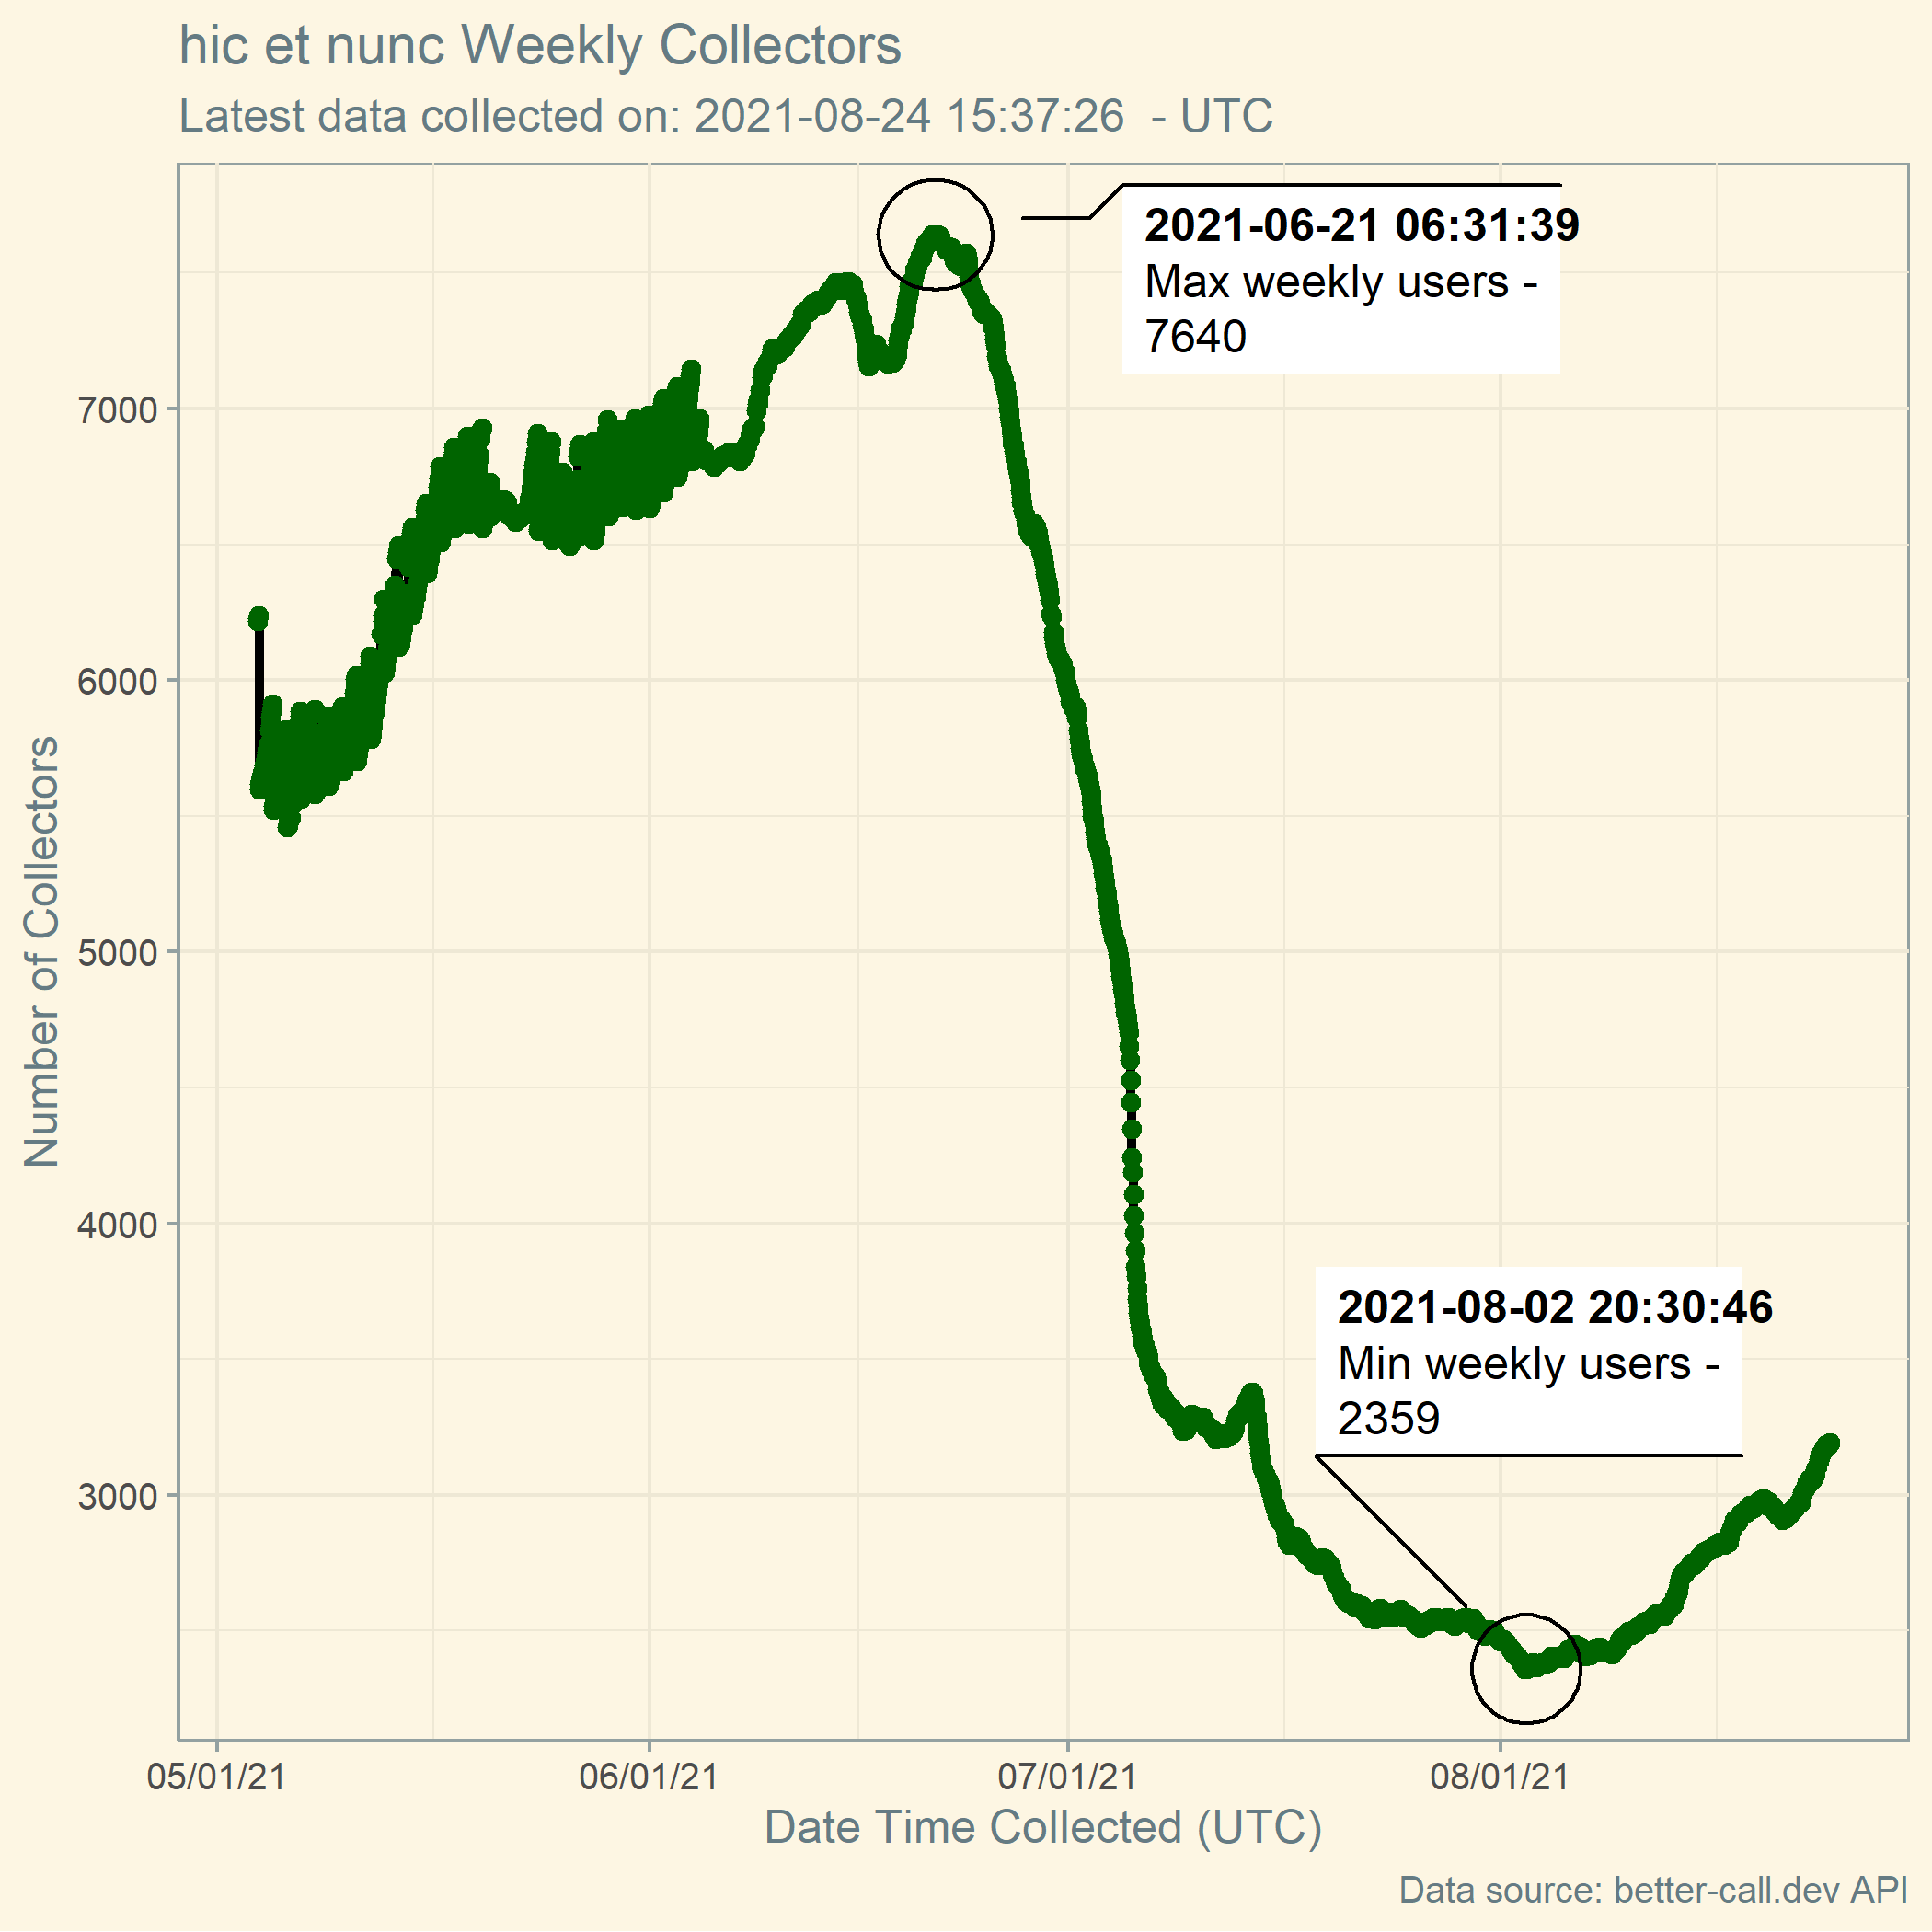 hic et nunc Weekly Collectors
Latest data collected on: 2021-08-24 15:37:26  - UTC
2021-06-21 06:31:39
Max weekly users -
7640
7000
6000
5000
4000
3000
Number of Collectors
2021-08-02 20:30:46
Min weekly users -
2359
05/01/21
06/01/21
07/01/21
08/01/21
Date Time Collected (UTC)
Data source: better-call.dev API